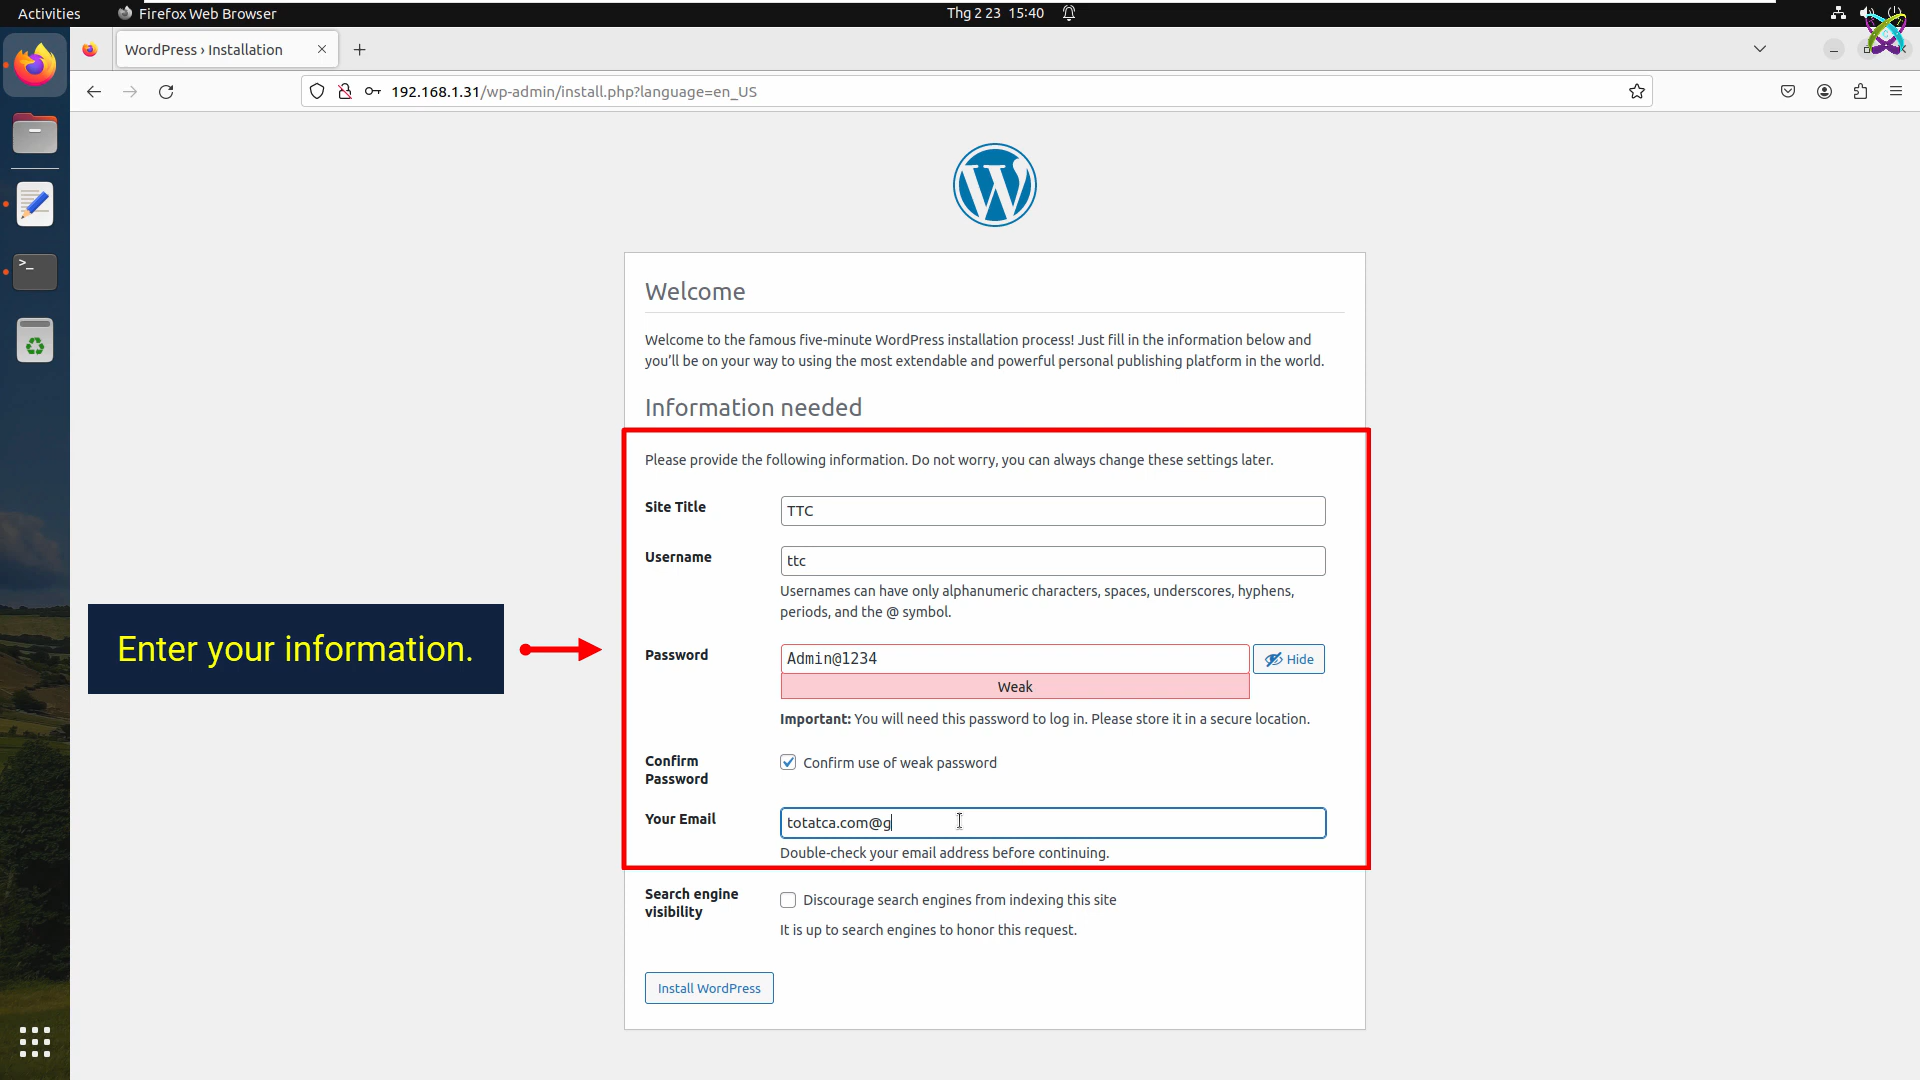 Activities
Firefox Web Browser
Thg 2 23 15:40
WordPress › Installation
192.168.1.31/wp-admin/install.php?language=en_US
Welcome
Welcome to the famous five-minute WordPress installation process! Just fill in the information below and
you’ll be on your way to using the most extendable and powerful personal publishing platform in the world.
Information needed
Please provide the following information. Do not worry, you can always change these settings later.
Site Title
TTC
Username
ttc
Usernames can have only alphanumeric characters, spaces, underscores, hyphens,
periods, and the @ symbol.
Enter your information.
Password
Admin@1234
Hide
Weak
Important: You will need this password to log in. Please store it in a secure location.
Confirm
Password
Confirm use of weak password
Your Email
totatca.com@g
Double-check your email address before continuing.
Search engine
visibility
Discourage search engines from indexing this site
It is up to search engines to honor this request.
Install WordPress